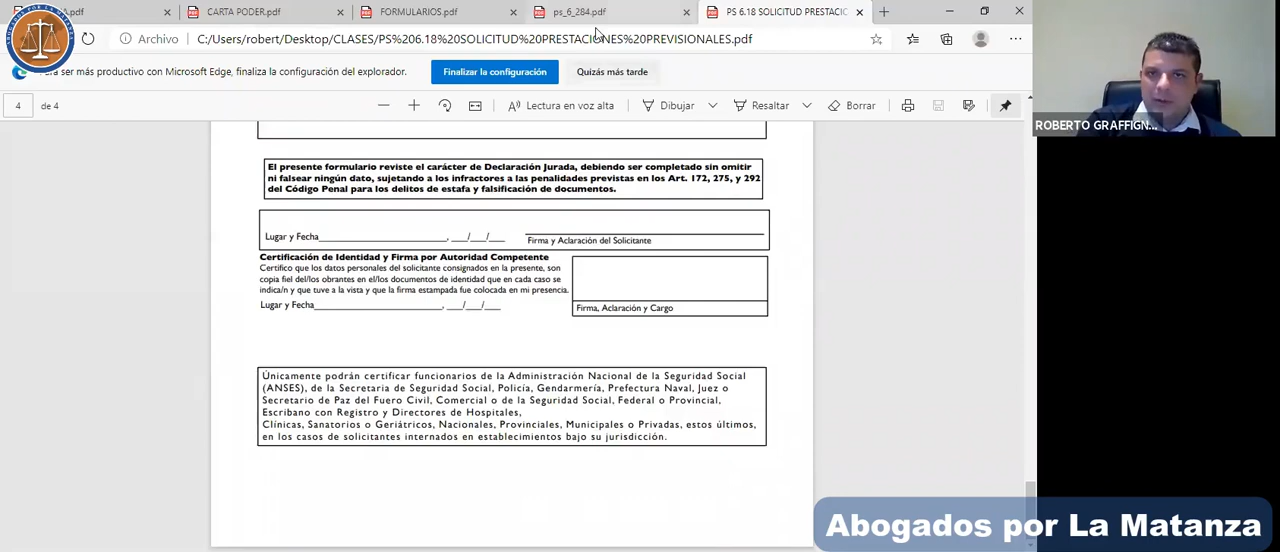 CARTA PODER.pdf
FORMULARIOS.pdf
ps_6_284.pdf
PS 6.18 SOLICITUD PRESTACIO
Archivo
C:/Users/robert/Desktop/CLASES/PS%206.18%20SOLICITUD%20PRESTACIONES%20PREVISIONALES.pdf
ara ser más productivo con Microsoft Edge, finaliza la configuración del explorador.
Finalizar la configuración
Quizás más tarde
4 de 4
Lectura en voz alta
Dibujar
Resaltar
Borrar
ROBERTO GRAFFIGN...
El presente formulario reviste el carácter de Declaración Jurada, debiendo ser completado sin omitir
ni falsear ningún dato, sujetando a los infractores a las penalidades previstas en los Art. 172, 275, y 292
del Código Penal para los delitos de estafa y falsificación de documentos.
Lugar y Fecha__________________________, ___/___/___
Firma y Aclaración del Solicitante
Certificación de Identidad y Firma por Autoridad Competente
Certifico que los datos personales del solicitante consignados en la presente, son
copia fiel del/los obrantes en el/los documentos de identidad que en cada caso se
indica/n y que tuve a la vista y que la firma estampada fue colocada en mi presencia.
Lugar y Fecha__________________________, ___/___/___
Firma, Aclaración y Cargo
Únicamente podrán certificar funcionarios de la Administración Nacional de la Seguridad Social
(ANSES), de la Secretaria de Seguridad Social, Policía, Gendarmería, Prefectura Naval, Juez o
Secretario de Paz del Fuero Civil, Comercial o de la Seguridad Social, Federal o Provincial,
Escribano con Registro y Directores de Hospitales,
Clínicas, Sanatorios o Geriátricos, Nacionales, Provinciales, Municipales o Privadas, estos últimos,
en los casos de solicitantes internados en establecimientos bajo su jurisdicción.
Abogados por La Matanza